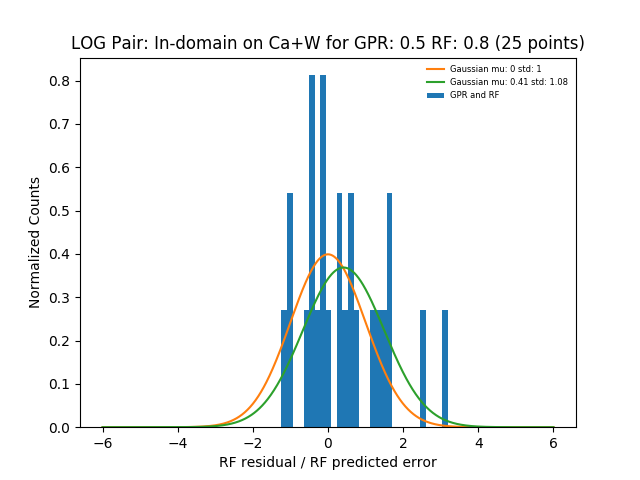 LOG Pair: In-domain on Ca+W for GPR: 0.5 RF: 0.8 (25 points)
Gaussian mu: 0 std: 1
Gaussian mu: 0.41 std: 1.08
GPR and RF
Normalized Counts
0.8
0.7
0.6
0.5
0.4
0.3
0.2
0.1
0.0
−6 −4 −2 0 2 4 6
RF residual / RF predicted error